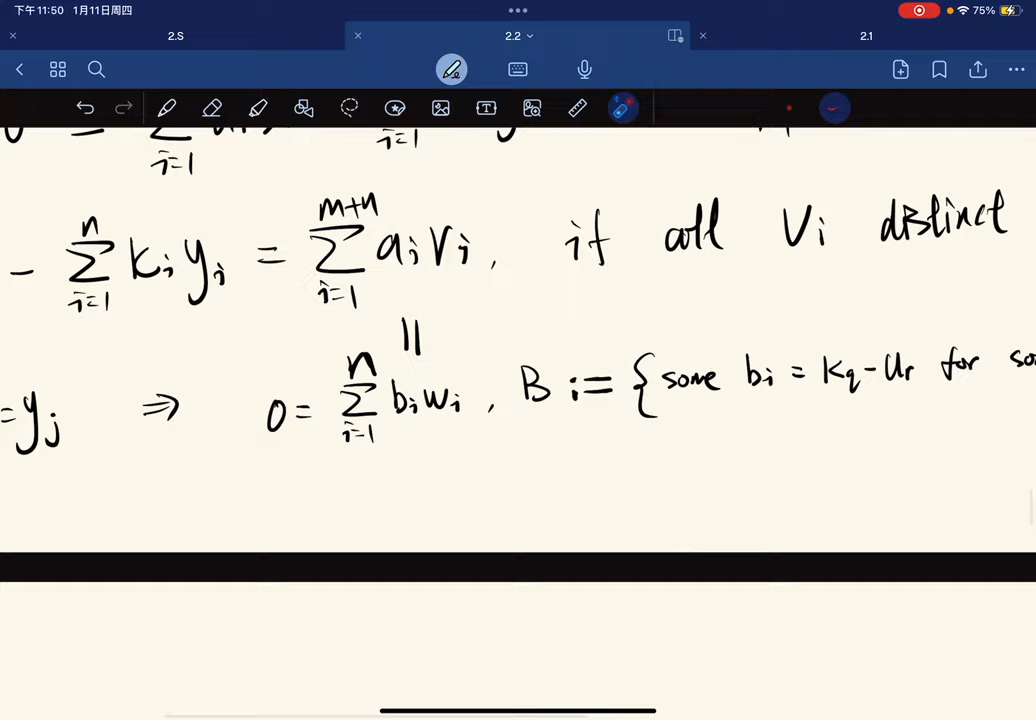 下午11:50 1月11日周四 75%
2.S 2.2 2.1
i=1 i=1
- Σ_{i=1}^{n} k_i y_i = Σ_{i=1}^{m+n} a_i v_i, if all V_i distinct
||
=y_j ⇒ 0 = Σ_{i=1}^{n} b_i w_i, B := {some b_i = k_q - u_r for